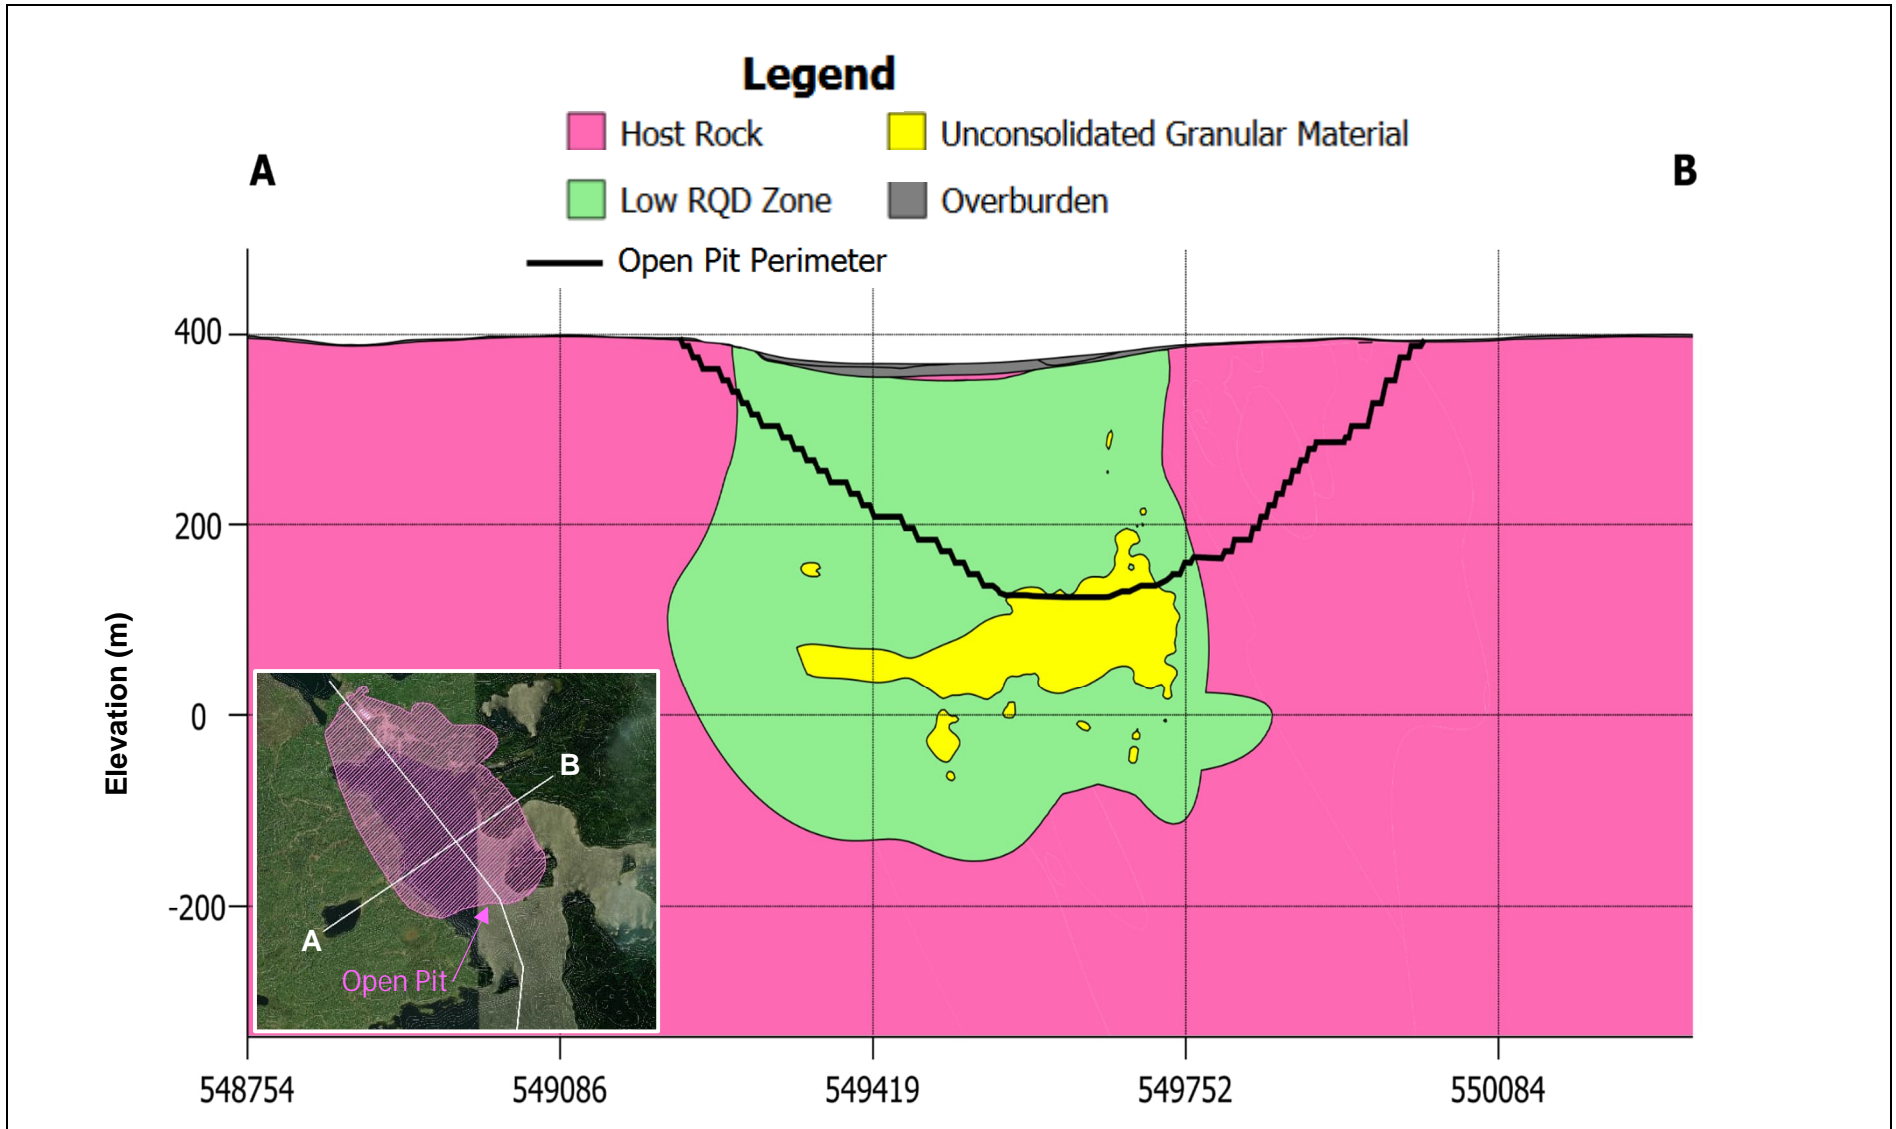 Legend
Host Rock
Unconsolidated Granular Material
A
B
Low RQD Zone
Overburden
Open Pit Perimeter
400
200
0
-200
Elevation (m)
B
A
Open Pit
548754
549086
549419
549752
550084